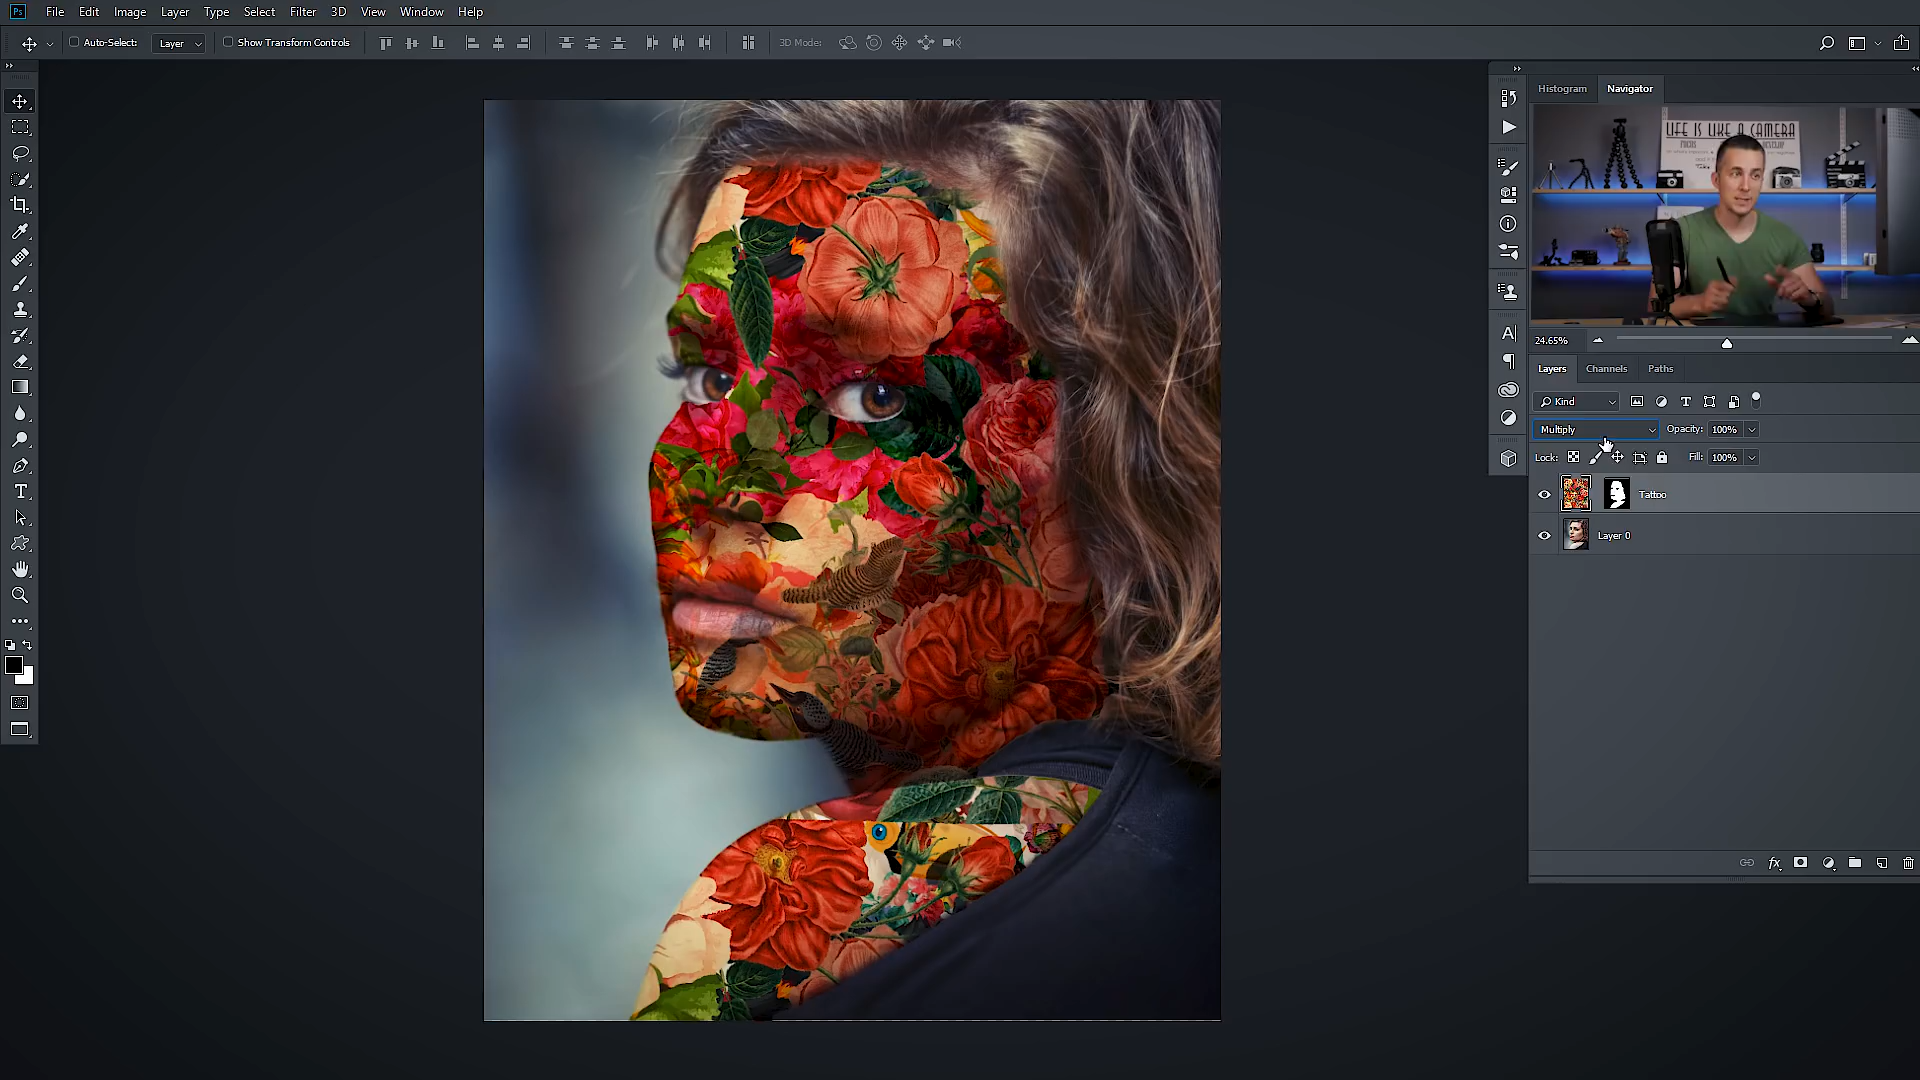 Ps File Edit Image Layer Type Select Filter 3D View Window Help
Auto-Select: Layer Show Transform Controls 3D Mode:
Histogram Navigator
LIFE IS LIKE A CAMERA
24.65%
Layers Channels Paths
Kind
Multiply Opacity: 100%
Lock: Fill: 100%
Tattoo
Layer 0